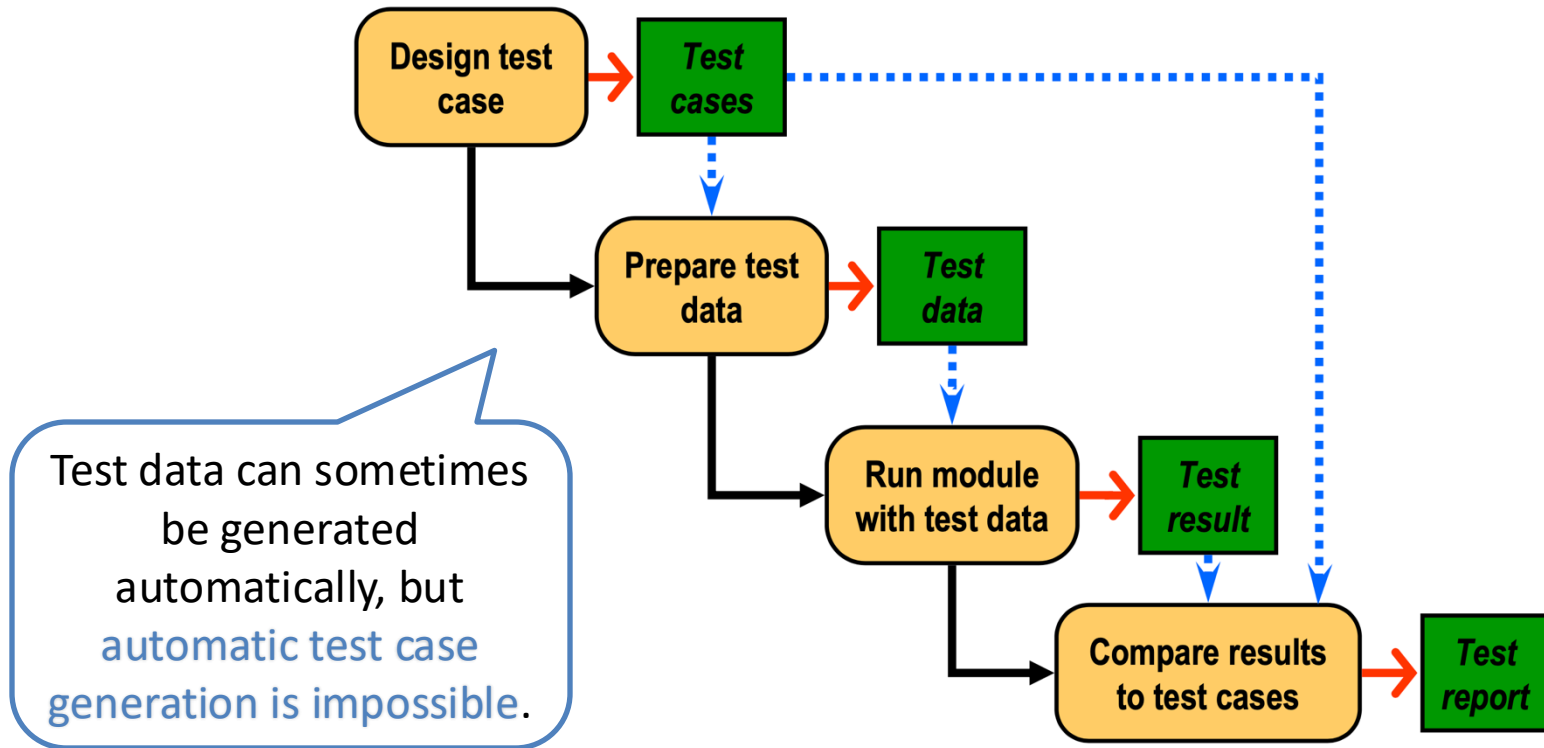 Design test
case
Test
cases
Prepare test
data
Test
data
Test data can sometimes
be generated
automatically, but
automatic test case
generation is impossible.
Run module
with test data
Test
result
Compare results
to test cases
Test
report